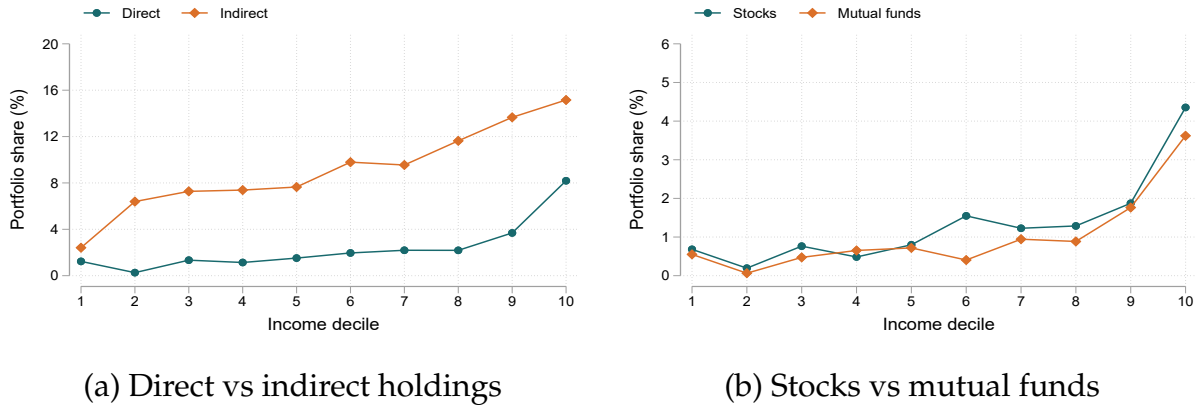 Direct Indirect
20
16
12
8
4
0
Portfolio share (%)
1 2 3 4 5 6 7 8 9 10
Income decile
(a) Direct vs indirect holdings
Stocks Mutual funds
6
5
4
3
2
1
0
Portfolio share (%)
1 2 3 4 5 6 7 8 9 10
Income decile
(b) Stocks vs mutual funds